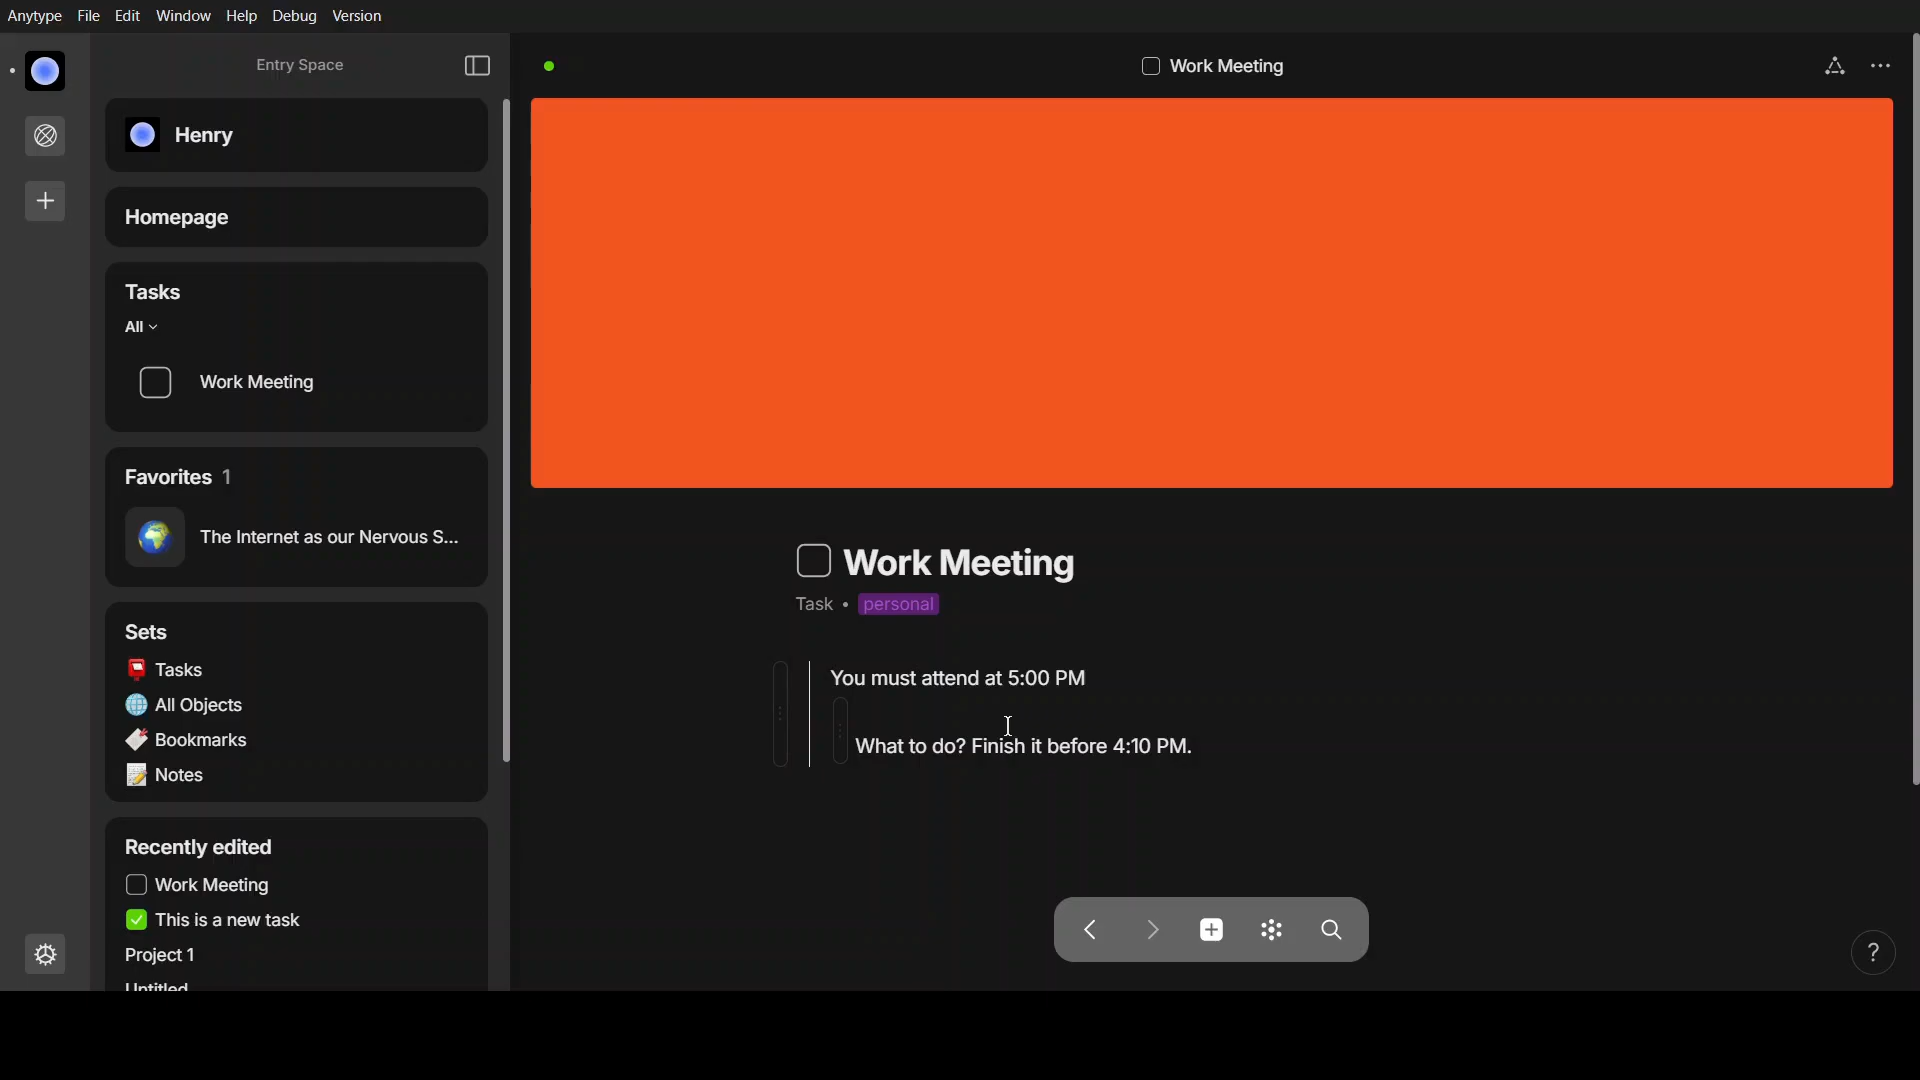 Anytype File Edit Window Help Debug Version
Entry Space
Work Meeting
Henry
Homepage
Tasks
All
Work Meeting
Favorites 1
The Internet as our Nervous S...
Work Meeting
Task • personal
Sets
Tasks
All Objects
Bookmarks
Notes
You must attend at 5:00 PM
What to do? Finish it before 4:10 PM.
Recently edited
Work Meeting
This is a new task
Project 1
Untitled
?